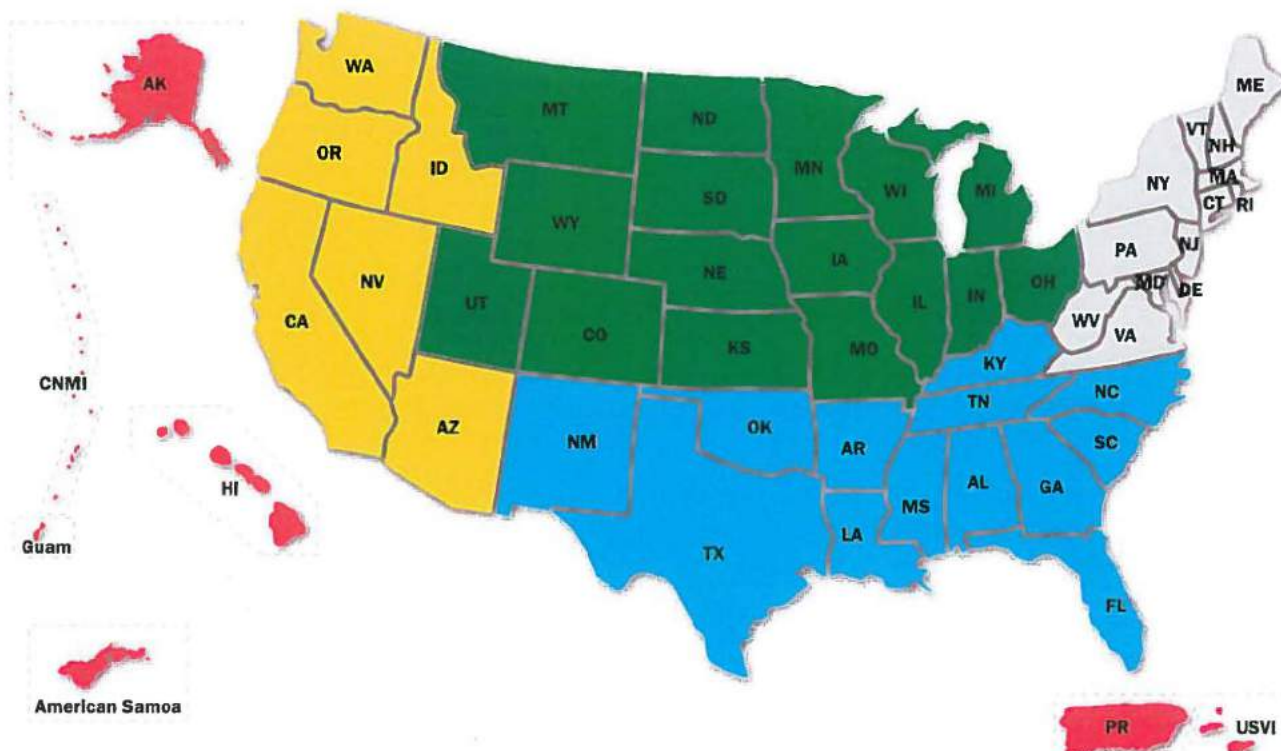 AK
WA
MT
ND
MN
ME
VT
NH
OR
ID
SD
WI
MI
NY
MA
CT
RI
WY
IA
PA
NJ
NE
NV
UT
IL
IN
OH
MD
DE
CA
CO
KS
MO
WV
VA
KY
CNMI
NC
TN
AZ
NM
OK
AR
SC
HI
MS
AL
GA
Guam
LA
TX
FL
American Samoa
PR
USVI